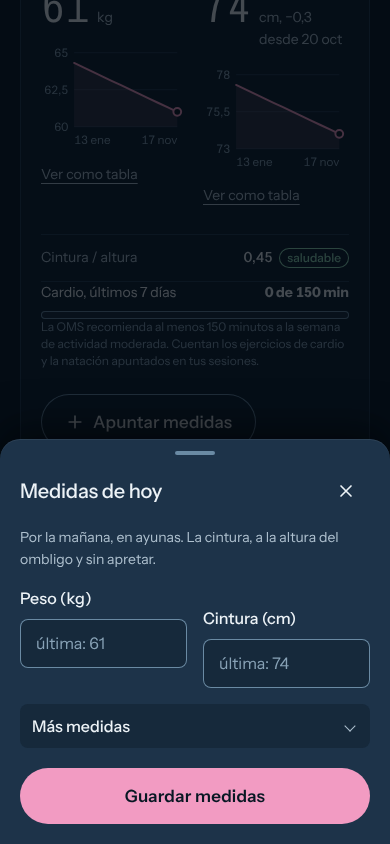 61 kg
74 cm, −0,3
desde 20 oct
65
62,5
60
13 ene 17 nov
Ver como tabla
78
75,5
73
13 ene 17 nov
Ver como tabla
Cintura / altura 0,45 saludable
Cardio, últimos 7 días 0 de 150 min
La OMS recomienda al menos 150 minutos a la semana
de actividad moderada. Cuentan los ejercicios de cardio
y la natación apuntados en tus sesiones.
+ Apuntar medidas
Medidas de hoy
Por la mañana, en ayunas. La cintura, a la altura del
ombligo y sin apretar.
Peso (kg)
última: 61
Cintura (cm)
última: 74
Más medidas
Guardar medidas